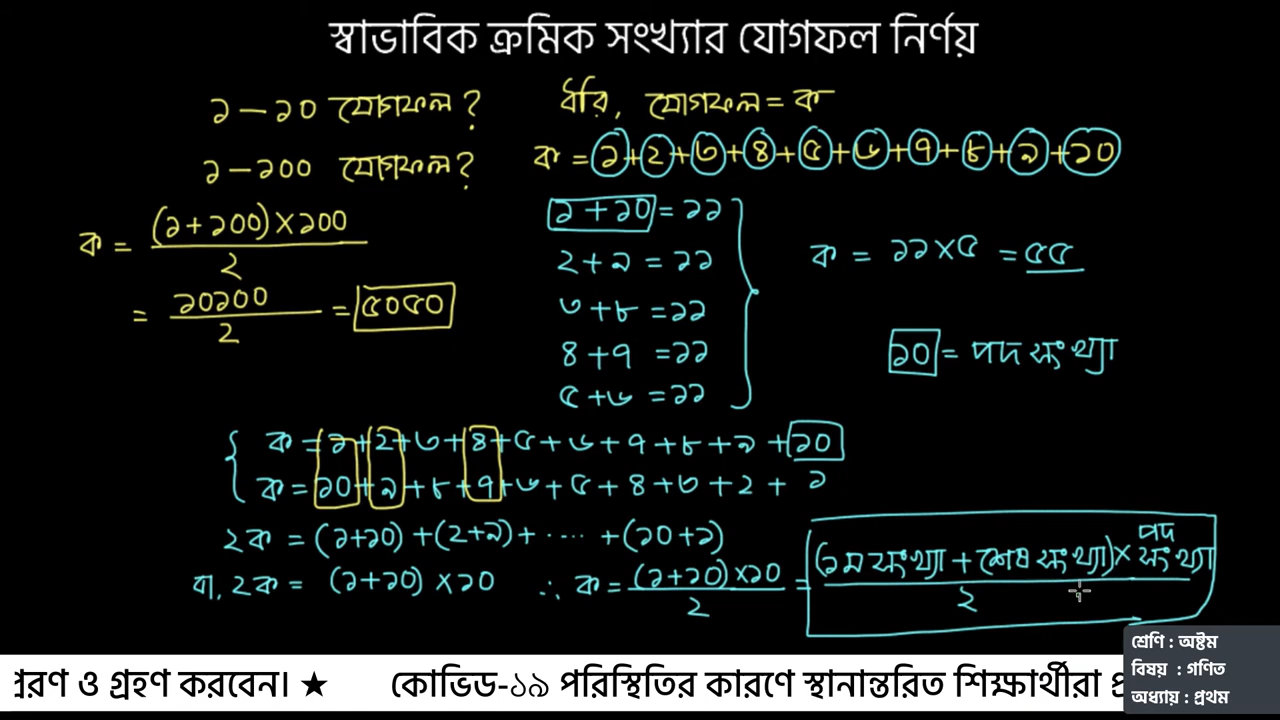 স্বাভাবিক ক্রমিক সংখ্যার যোগফল নির্ণয়
১ – ১০ যোগফল?
১ – ১০০ যোগফল?
ক = (১+১০০)×১০০ / ২
= ১০১০০ / ২ = ৫০৫০
ধরি, যোগফল = ক
ক = ১+২+৩+৪+৫+৬+৭+৮+৯+১০
১+১০ = ১১
২+৯ = ১১
৩+৮ = ১১
৪+৭ = ১১
৫+৬ = ১১
ক = ১১×৫ = ৫৫
১০ = পদ সংখ্যা
ক = ১+২+৩+৪+৫+৬+৭+৮+৯+১০
ক = ১০+৯+৮+৭+৬+৫+৪+৩+২+১
২ক = (১+১০)+(২+৯)+ ..... +(১০+১)
বা, ২ক = (১+১০) × ১০ ∴ ক = (১+১০)×১০ / ২ = (১ম সংখ্যা + শেষ সংখ্যা)× পদ সংখ্যা / ২
শ্রেণি : অষ্টম
বিষয় : গণিত
অধ্যায় : প্রথম
ও গ্রহণ করবেন। ★ কোভিড-১৯ পরিস্থিতির কারণে স্থানান্তরিত শিক্ষার্থীরা